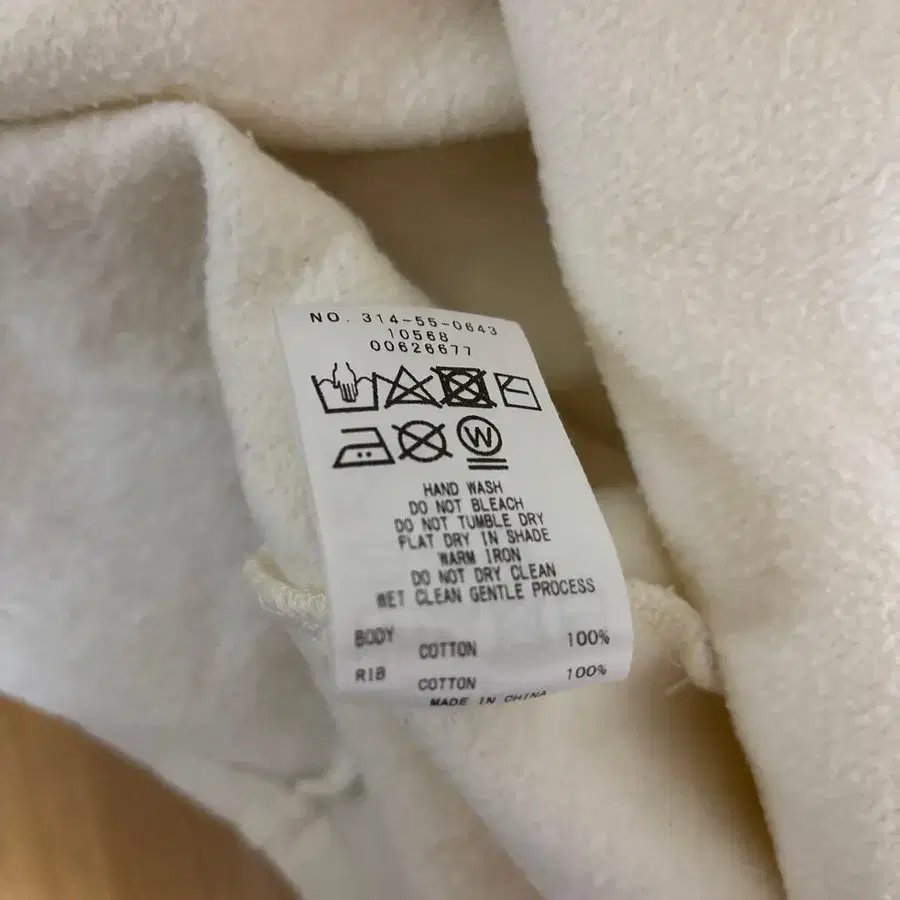 NO. 314-55-0643
10568
00626677
W
HAND WASH
DO NOT BLEACH
DO NOT TUMBLE DRY
FLAT DRY IN SHADE
WARM IRON
DO NOT DRY CLEAN
WET CLEAN GENTLE PROCESS
BODY COTTON 100%
RIB COTTON 100%
MADE IN CHINA